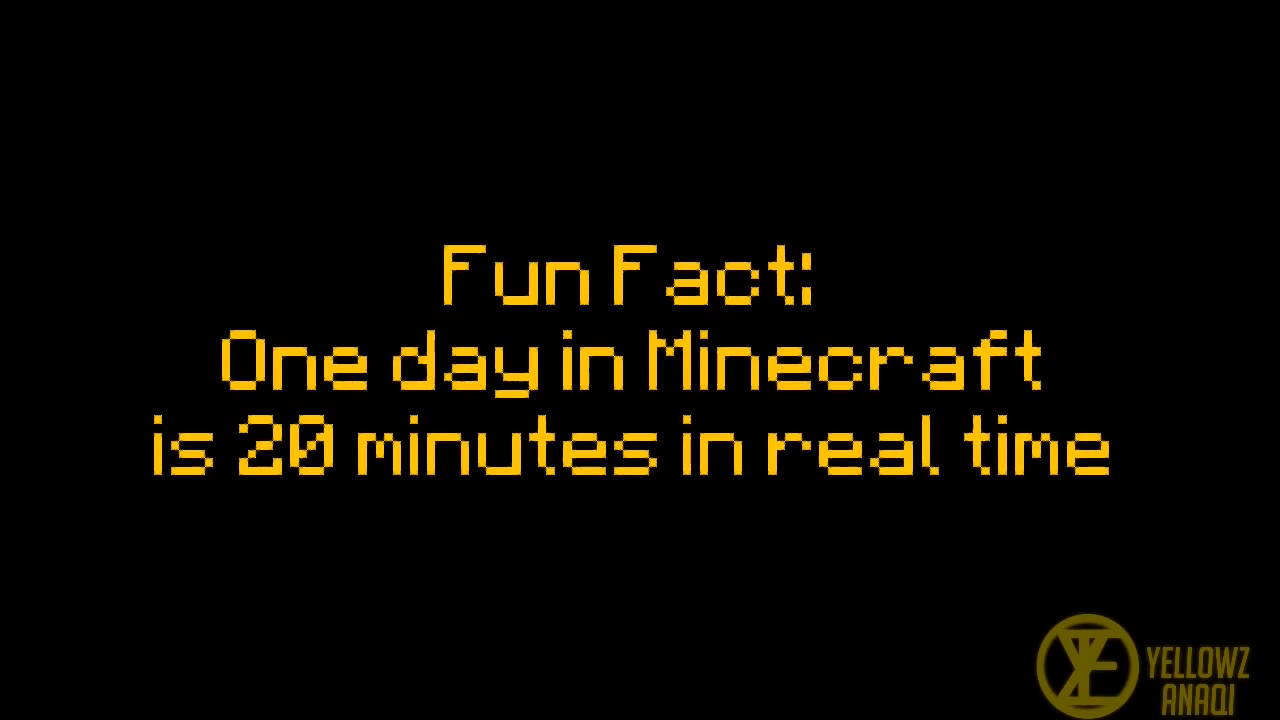 Fun Fact:
One day in Minecraft
is 20 minutes in real time
YELLOWZ
ANAQI